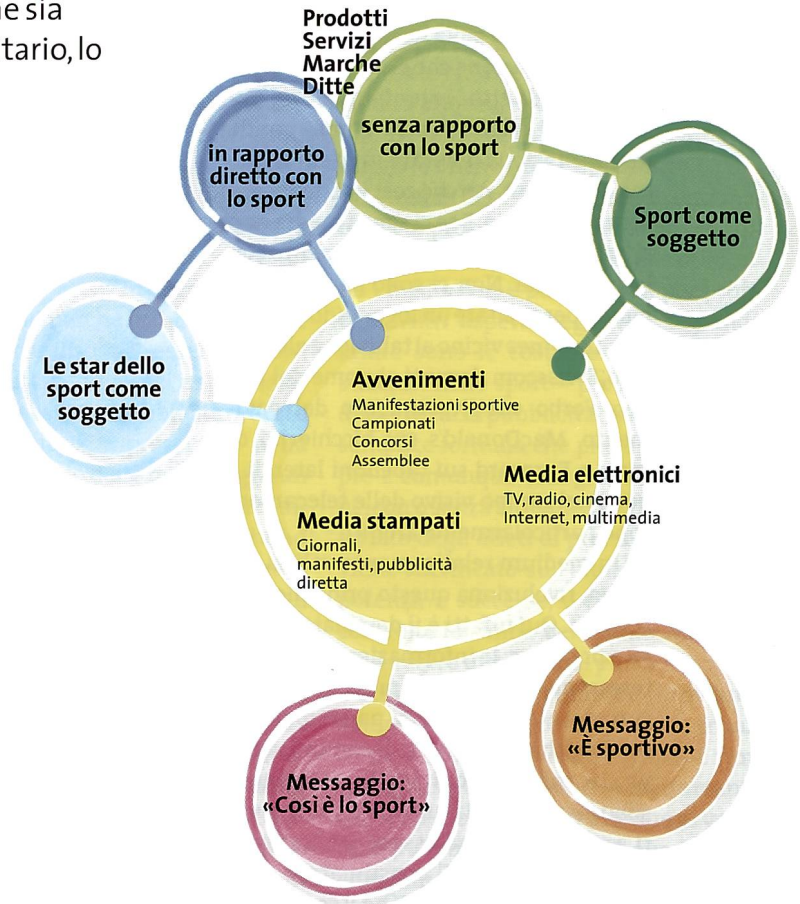 e sia
tario, lo
Prodotti
Servizi
Marche
Ditte
in rapporto
diretto con
lo sport
senza rapporto
con lo sport
Sport come
soggetto
Le star dello
sport come
soggetto
Avvenimenti
Manifestazioni sportive
Campionati
Concorsi
Assemblee
Media elettronici
TV, radio, cinema,
Internet, multimedia
Media stampati
Giornali,
manifesti, pubblicità
diretta
Messaggio:
«È sportivo»
Messaggio:
«Così è lo sport»